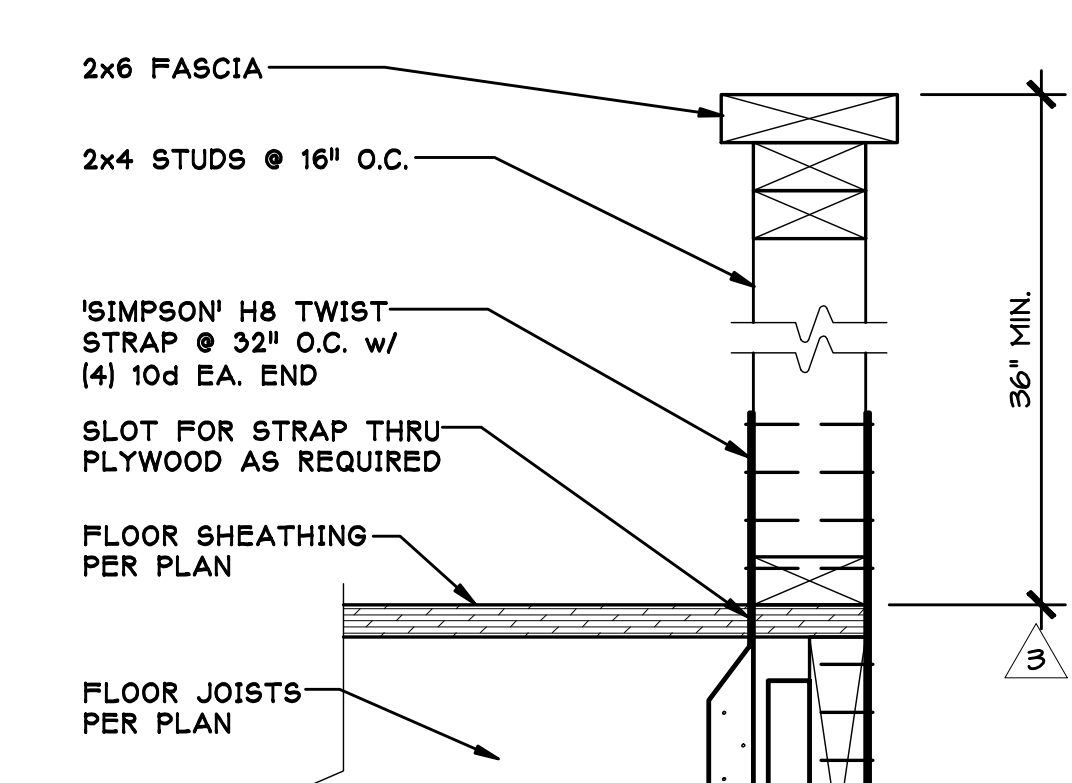 2x6 FASCIA
2x4 STUDS @ 16" O.C.
'SIMPSON' H8 TWIST
STRAP @ 32" O.C. w/
(4) 10d EA. END
SLOT FOR STRAP THRU
PLYWOOD AS REQUIRED
FLOOR SHEATHING
PER PLAN
FLOOR JOISTS
PER PLAN
36" MIN.
3